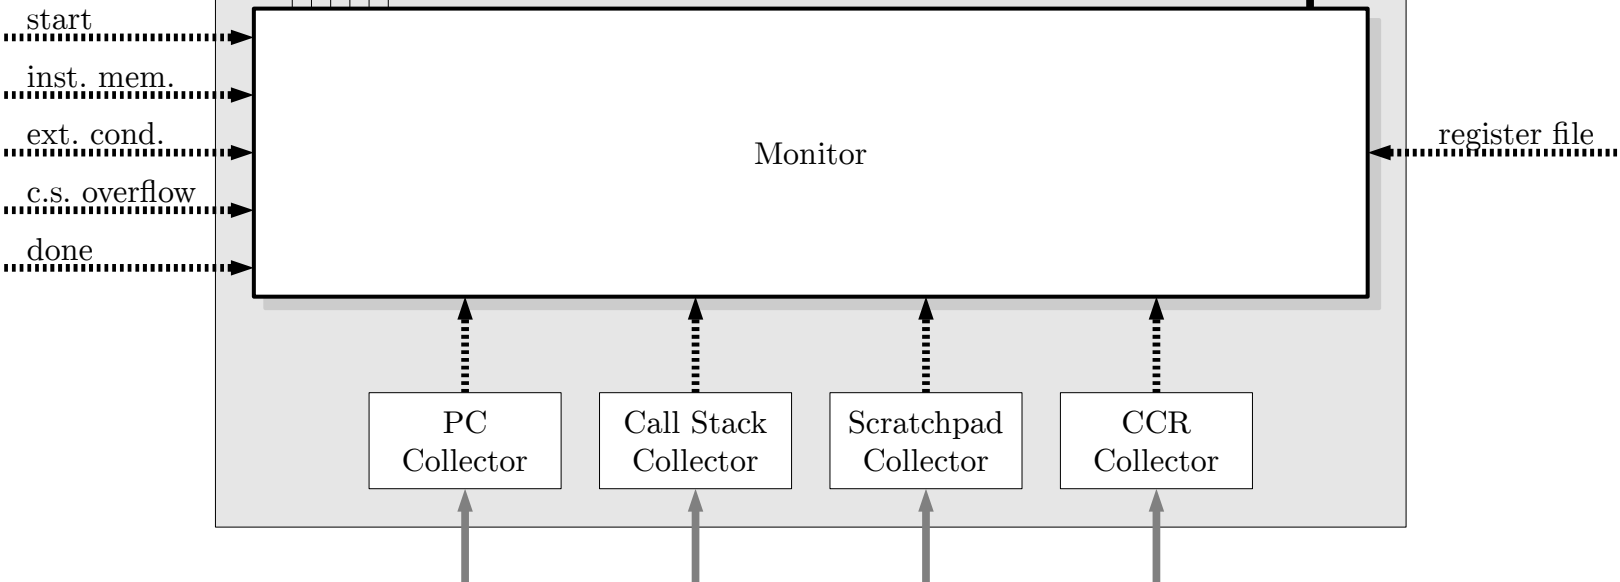 start
inst. mem.
ext. cond.
c.s. overflow
done
Monitor
register file
PC
Collector
Call Stack
Collector
Scratchpad
Collector
CCR
Collector